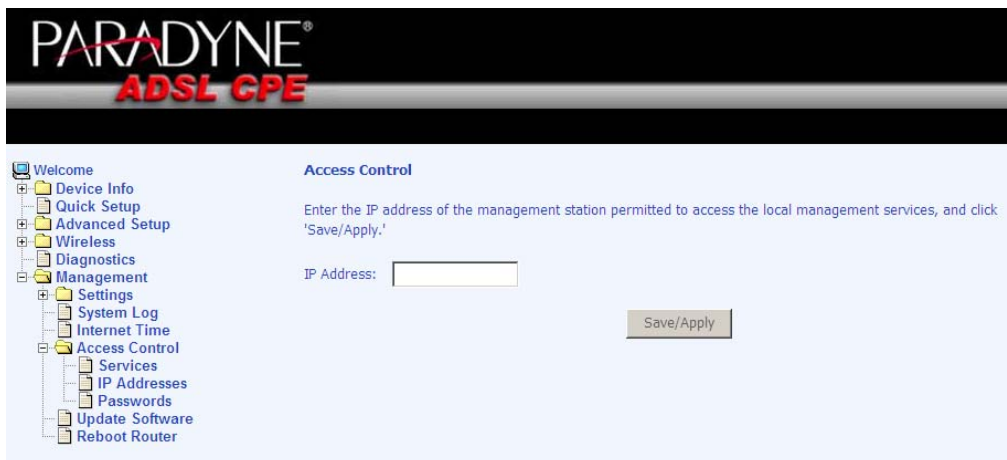 PARADYNE®
ADSL CPE
Welcome
Device Info
Quick Setup
Advanced Setup
Wireless
Diagnostics
Management
Settings
System Log
Internet Time
Access Control
Services
IP Addresses
Passwords
Update Software
Reboot Router
Access Control
Enter the IP address of the management station permitted to access the local management services, and click
'Save/Apply.'
IP Address:
Save/Apply